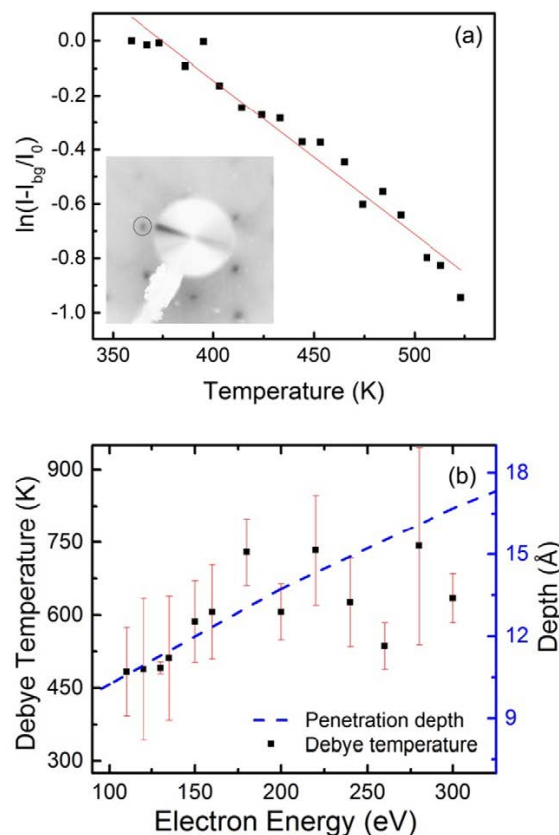 (a)
0.0
-0.2
-0.4
-0.6
-0.8
-1.0
ln(I-I_bg/I_0)
350 400 450 500
Temperature (K)
(b)
900
750
600
450
300
Debye Temperature (K)
18
15
12
9
Depth (Å)
Penetration depth
Debye temperature
100 150 200 250 300
Electron Energy (eV)